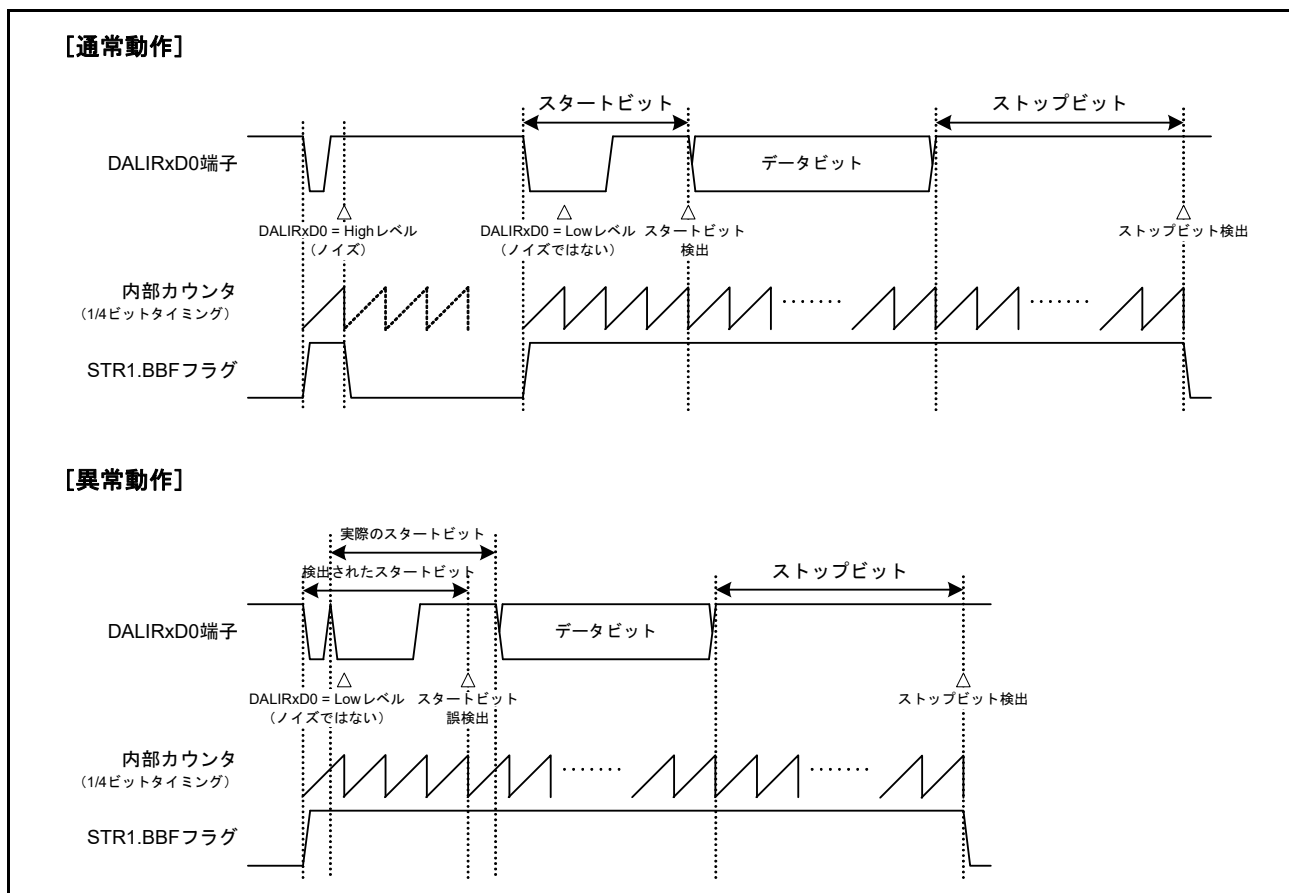 [通常動作]
スタートビット
ストップビット
DALIRxD0端子
データビット
DALIRxD0 = Highレベル
(ノイズ)
DALIRxD0 = Lowレベル
(ノイズではない)
スタートビット
検出
ストップビット検出
内部カウンタ
(1/4ビットタイミング)
STR1.BBFフラグ
[異常動作]
実際のスタートビット
検出されたスタートビット
ストップビット
DALIRxD0端子
データビット
DALIRxD0 = Lowレベル
(ノイズではない)
スタートビット
誤検出
ストップビット検出
内部カウンタ
(1/4ビットタイミング)
STR1.BBFフラグ